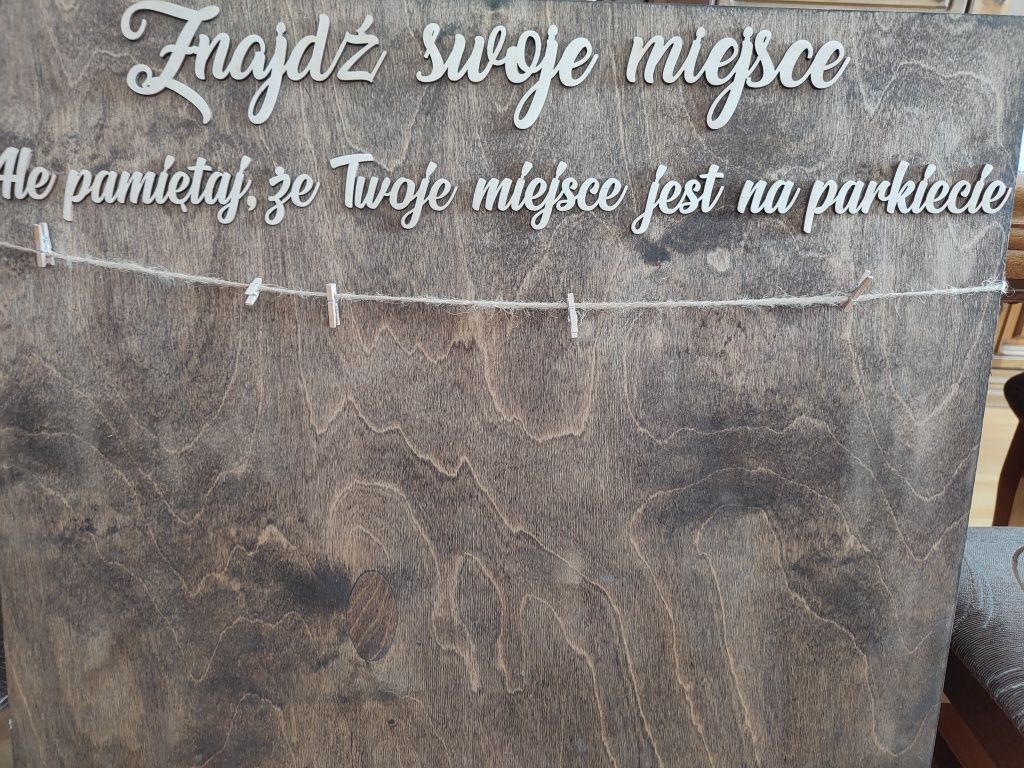 Znajdź swoje miejsce
Ale pamiętaj, że Twoje miejsce jest na parkiecie